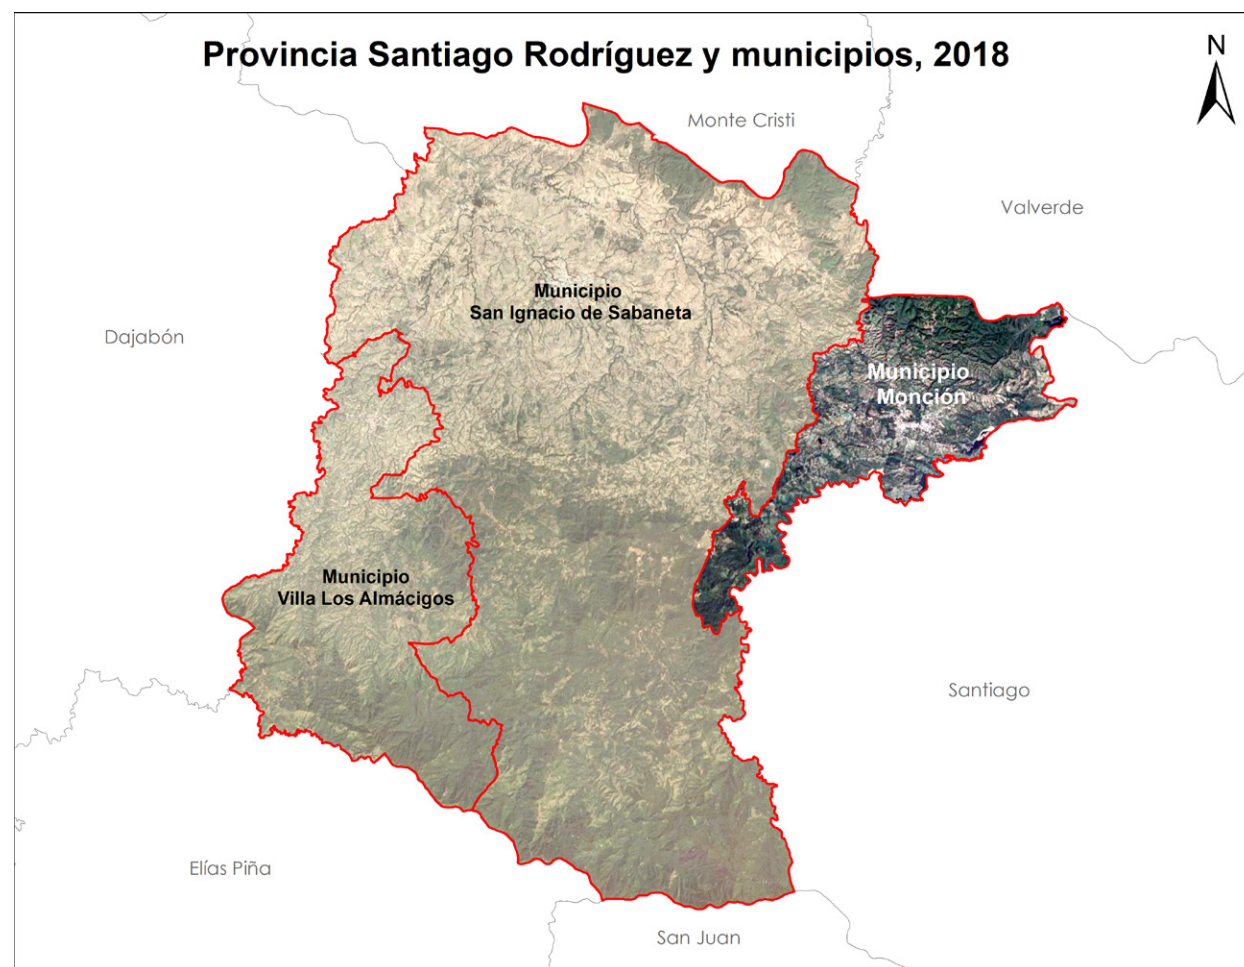 Provincia Santiago Rodríguez y municipios, 2018
N
Monte Cristi
Valverde
Municipio
San Ignacio de Sabaneta
Dajabón
Municipio
Monción
Municipio
Villa Los Almácigos
Santiago
Elías Piña
San Juan